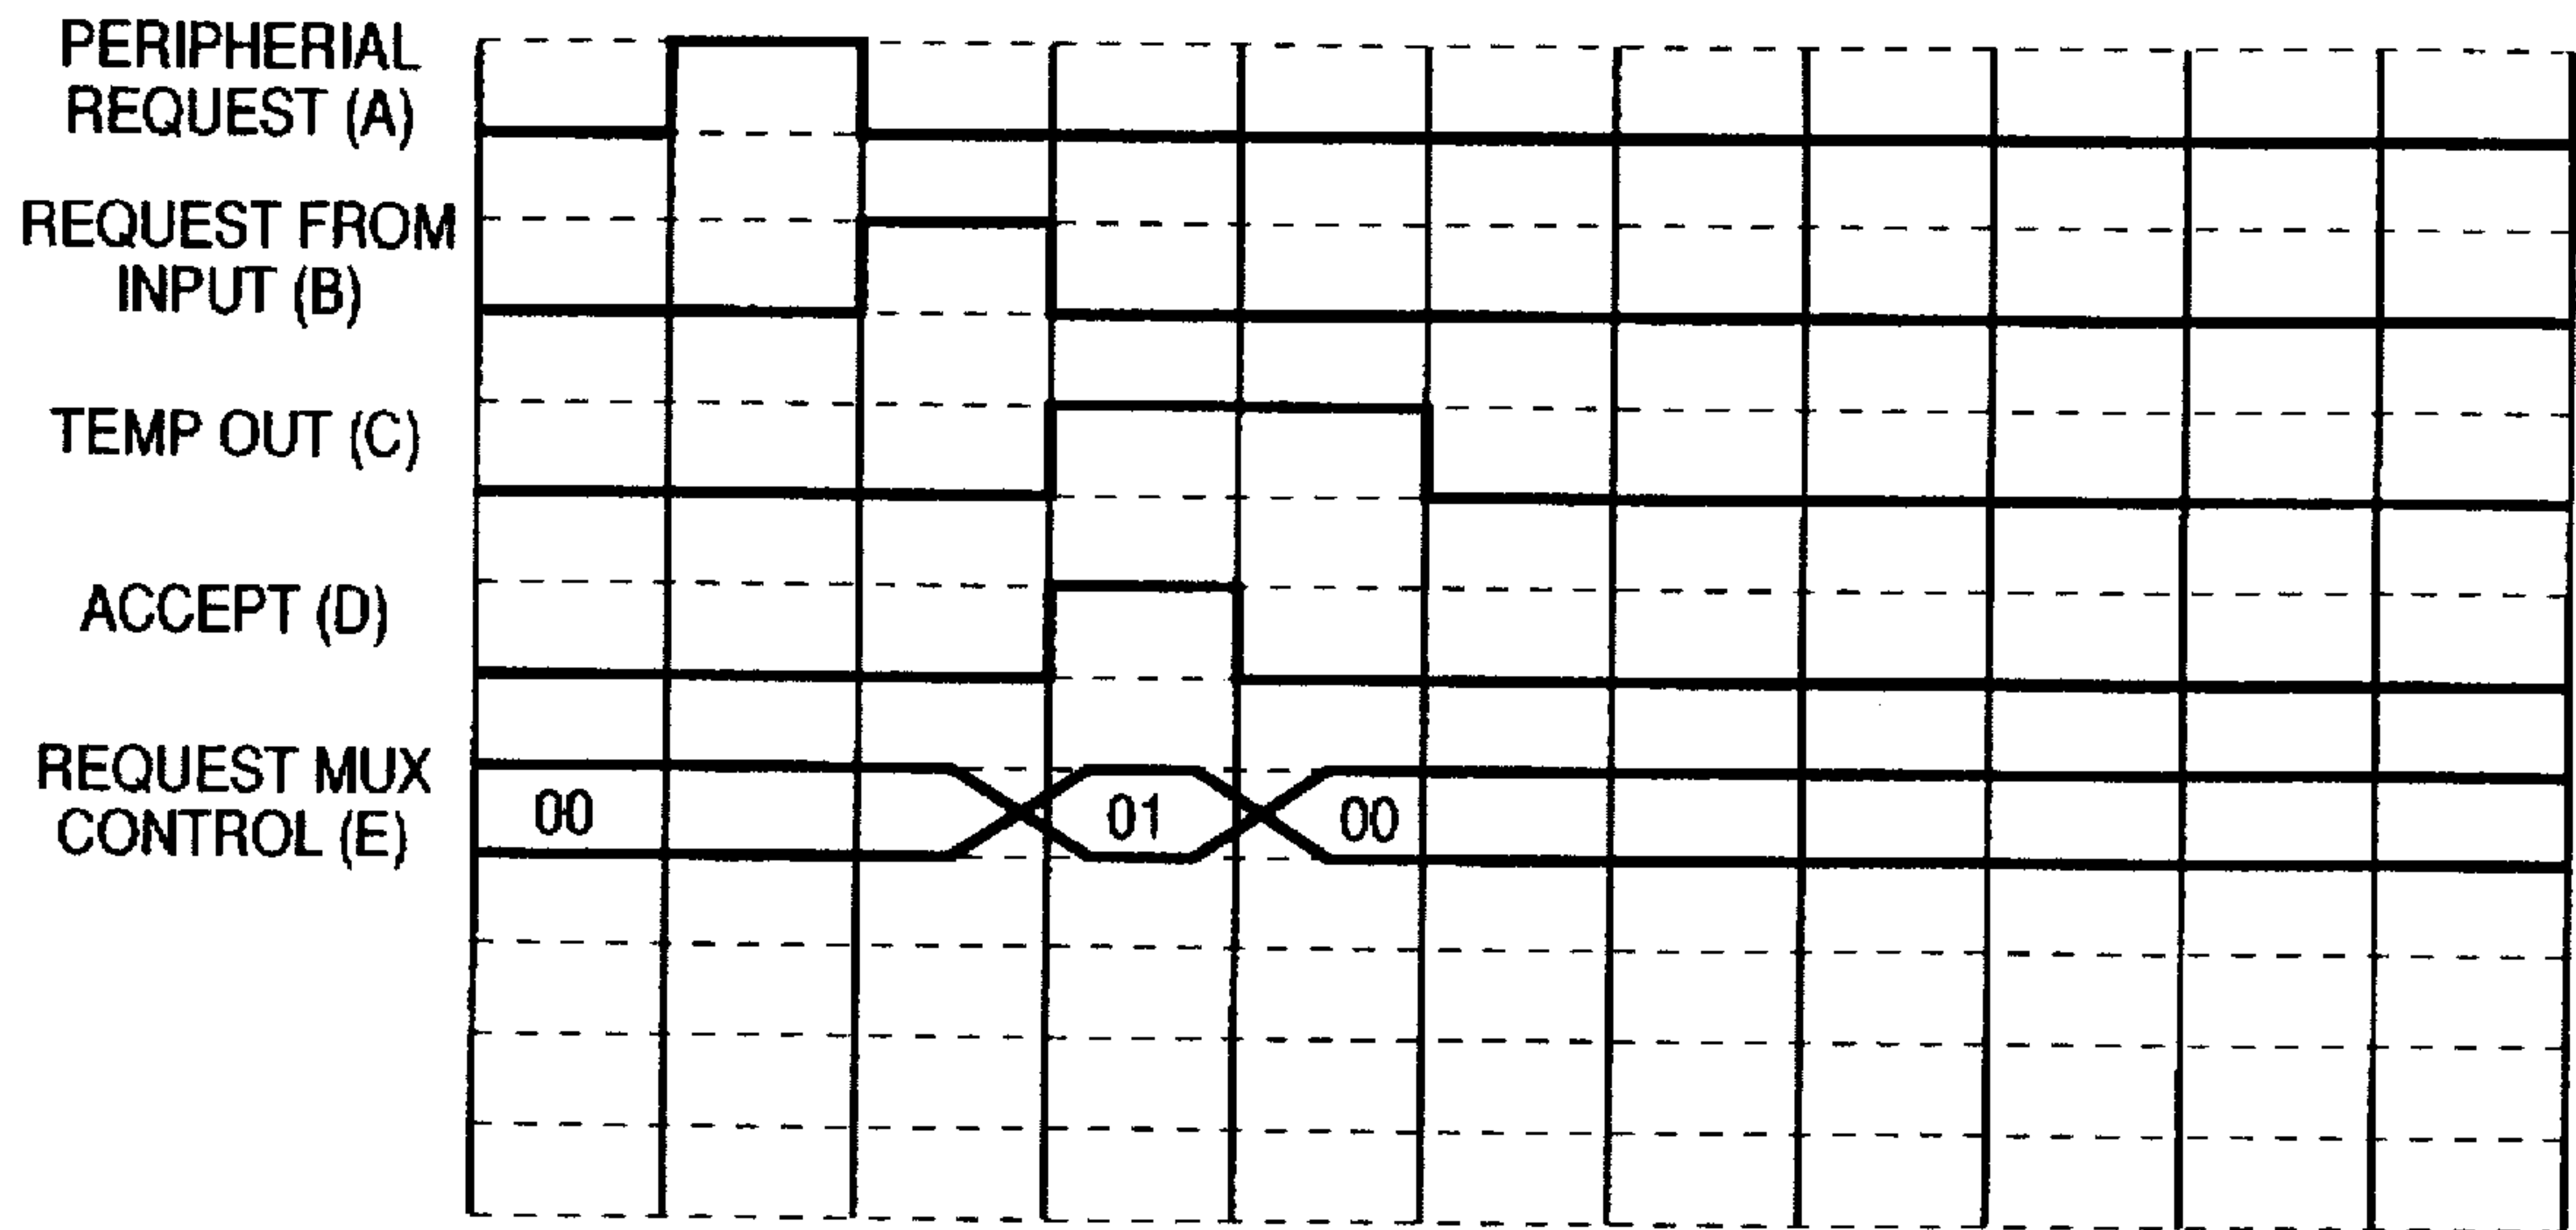 PERIPHERIAL
REQUEST (A)
REQUEST FROM
INPUT (B)
TEMP OUT (C)
ACCEPT (D)
REQUEST MUX
CONTROL (E)
00
01
00